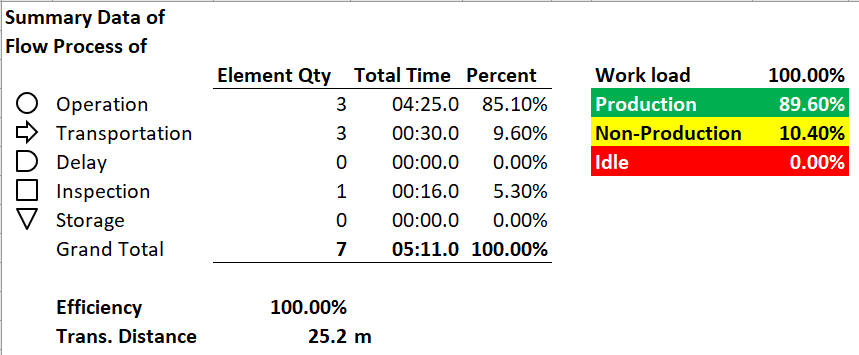 Summary Data of
Flow Process of
Element Qty Total Time Percent
Operation 3 04:25.0 85.10%
Transportation 3 00:30.0 9.60%
Delay 0 00:00.0 0.00%
Inspection 1 00:16.0 5.30%
Storage 0 00:00.0 0.00%
Grand Total 7 05:11.0 100.00%
Work load 100.00%
Production 89.60%
Non-Production 10.40%
Idle 0.00%
Efficiency 100.00%
Trans. Distance 25.2 m